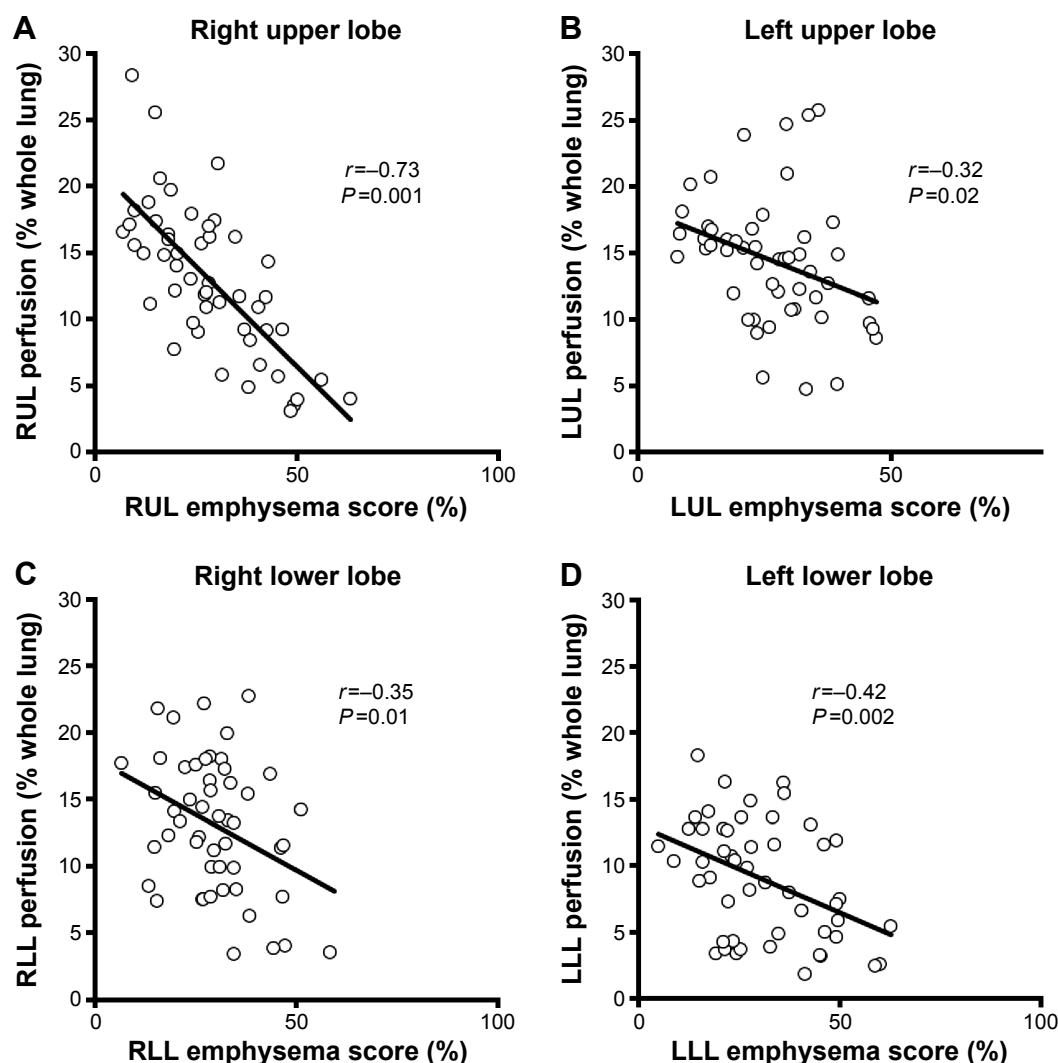 A
Right upper lobe
RUL perfusion (% whole lung)
30
25
20
15
10
5
0
r=–0.73
P=0.001
0
50
100
RUL emphysema score (%)
B
Left upper lobe
LUL perfusion (% whole lung)
30
25
20
15
10
5
0
r=–0.32
P=0.02
0
50
LUL emphysema score (%)
C
Right lower lobe
RLL perfusion (% whole lung)
30
25
20
15
10
5
0
r=–0.35
P=0.01
0
50
100
RLL emphysema score (%)
D
Left lower lobe
LLL perfusion (% whole lung)
30
25
20
15
10
5
0
r=–0.42
P=0.002
0
50
100
LLL emphysema score (%)